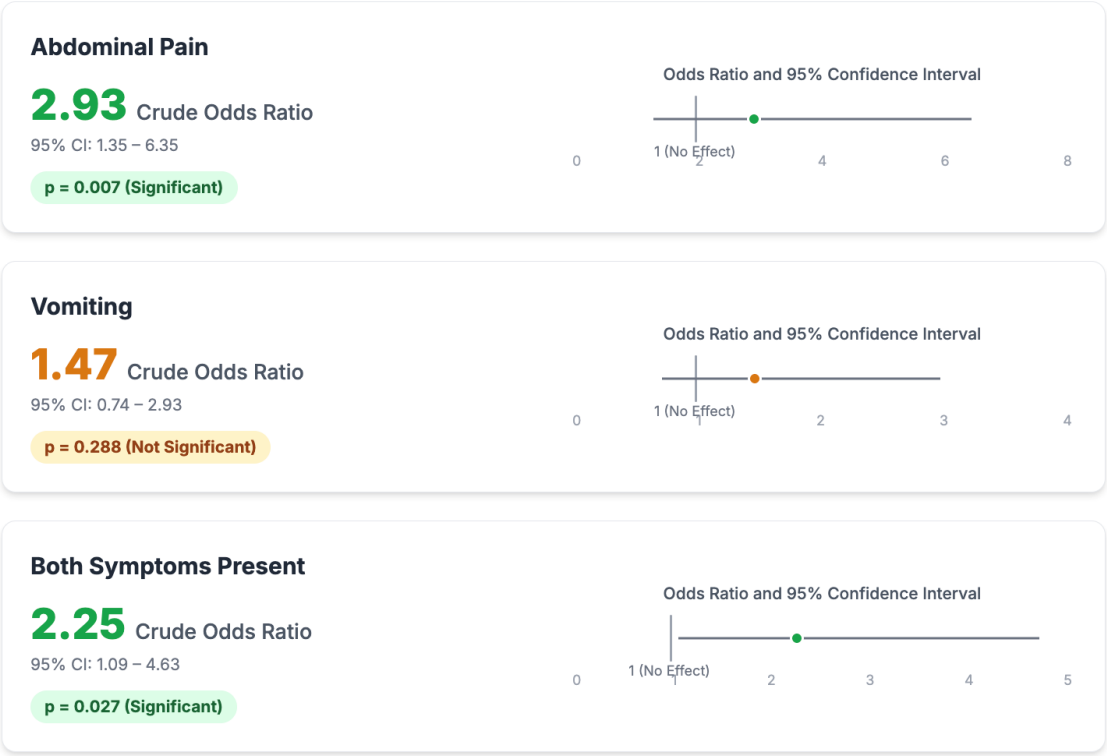 Abdominal Pain
2.93 Crude Odds Ratio
95% CI: 1.35 – 6.35
p = 0.007 (Significant)
Odds Ratio and 95% Confidence Interval
1 (No Effect)
0 2 4 6 8
Vomiting
1.47 Crude Odds Ratio
95% CI: 0.74 – 2.93
p = 0.288 (Not Significant)
Odds Ratio and 95% Confidence Interval
1 (No Effect)
0 1 2 3 4
Both Symptoms Present
2.25 Crude Odds Ratio
95% CI: 1.09 – 4.63
p = 0.027 (Significant)
Odds Ratio and 95% Confidence Interval
1 (No Effect)
0 1 2 3 4 5